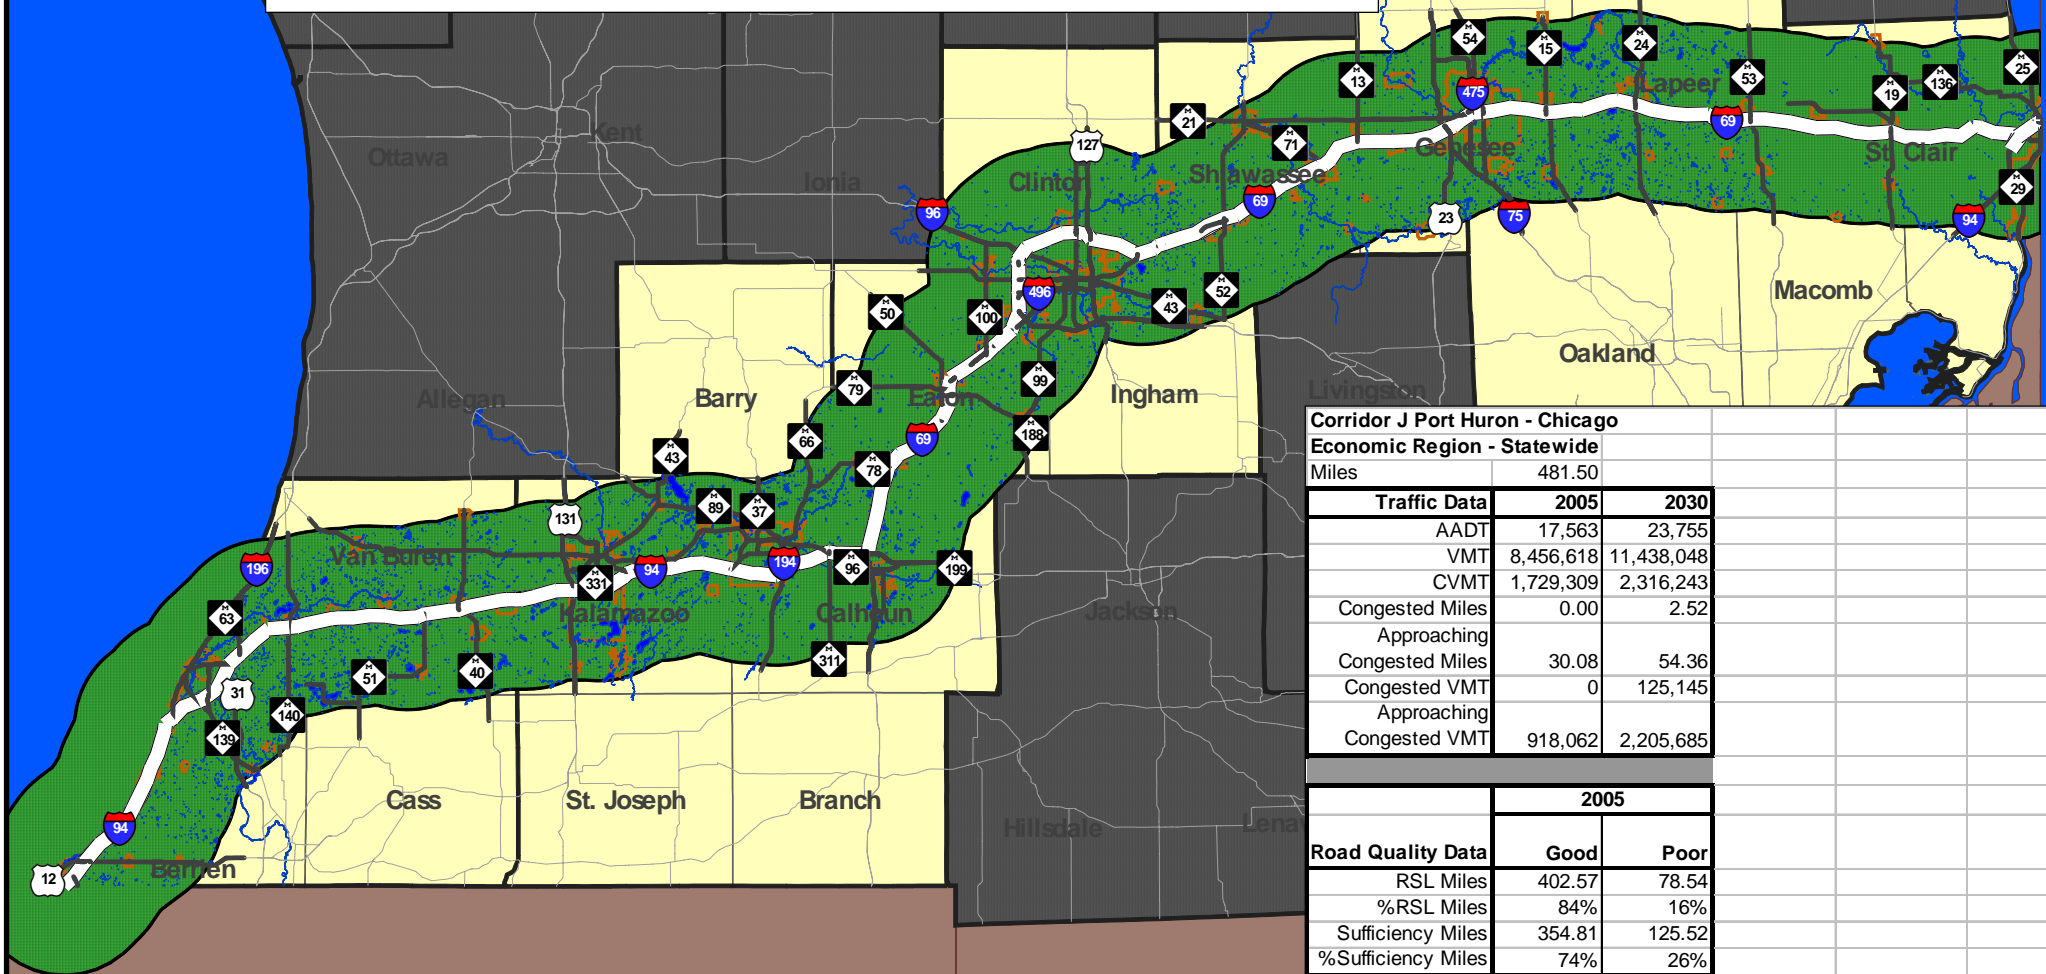 54
15
24
53
25
13
475
19
136
Lapeer
21
69
127
71
Genesee
St. Clair
Kent
Ottawa
Ionia
Clinton
Shiawassee
29
96
69
23
75
94
496
50
100
43
52
Macomb
Oakland
79
99
Eaton
Barry
Ingham
Livingston
Allegan
66
69
188
43
78
89
37
131
Van Buren
196
331
94
194
96
199
63
Kalamazoo
Calhoun
Jackson
51
40
311
31
140
139
Cass
St. Joseph
Branch
Hillsdale
Lenaw
94
Berrien
12
Corridor J Port Huron - Chicago
Economic Region - Statewide
Miles 481.50
Traffic Data 2005 2030
AADT 17,563 23,755
VMT 8,456,618 11,438,048
CVMT 1,729,309 2,316,243
Congested Miles 0.00 2.52
Approaching
Congested Miles 30.08 54.36
Congested VMT 0 125,145
Approaching
Congested VMT 918,062 2,205,685
2005
Road Quality Data Good Poor
RSL Miles 402.57 78.54
%RSL Miles 84% 16%
Sufficiency Miles 354.81 125.52
%Sufficiency Miles 74% 26%